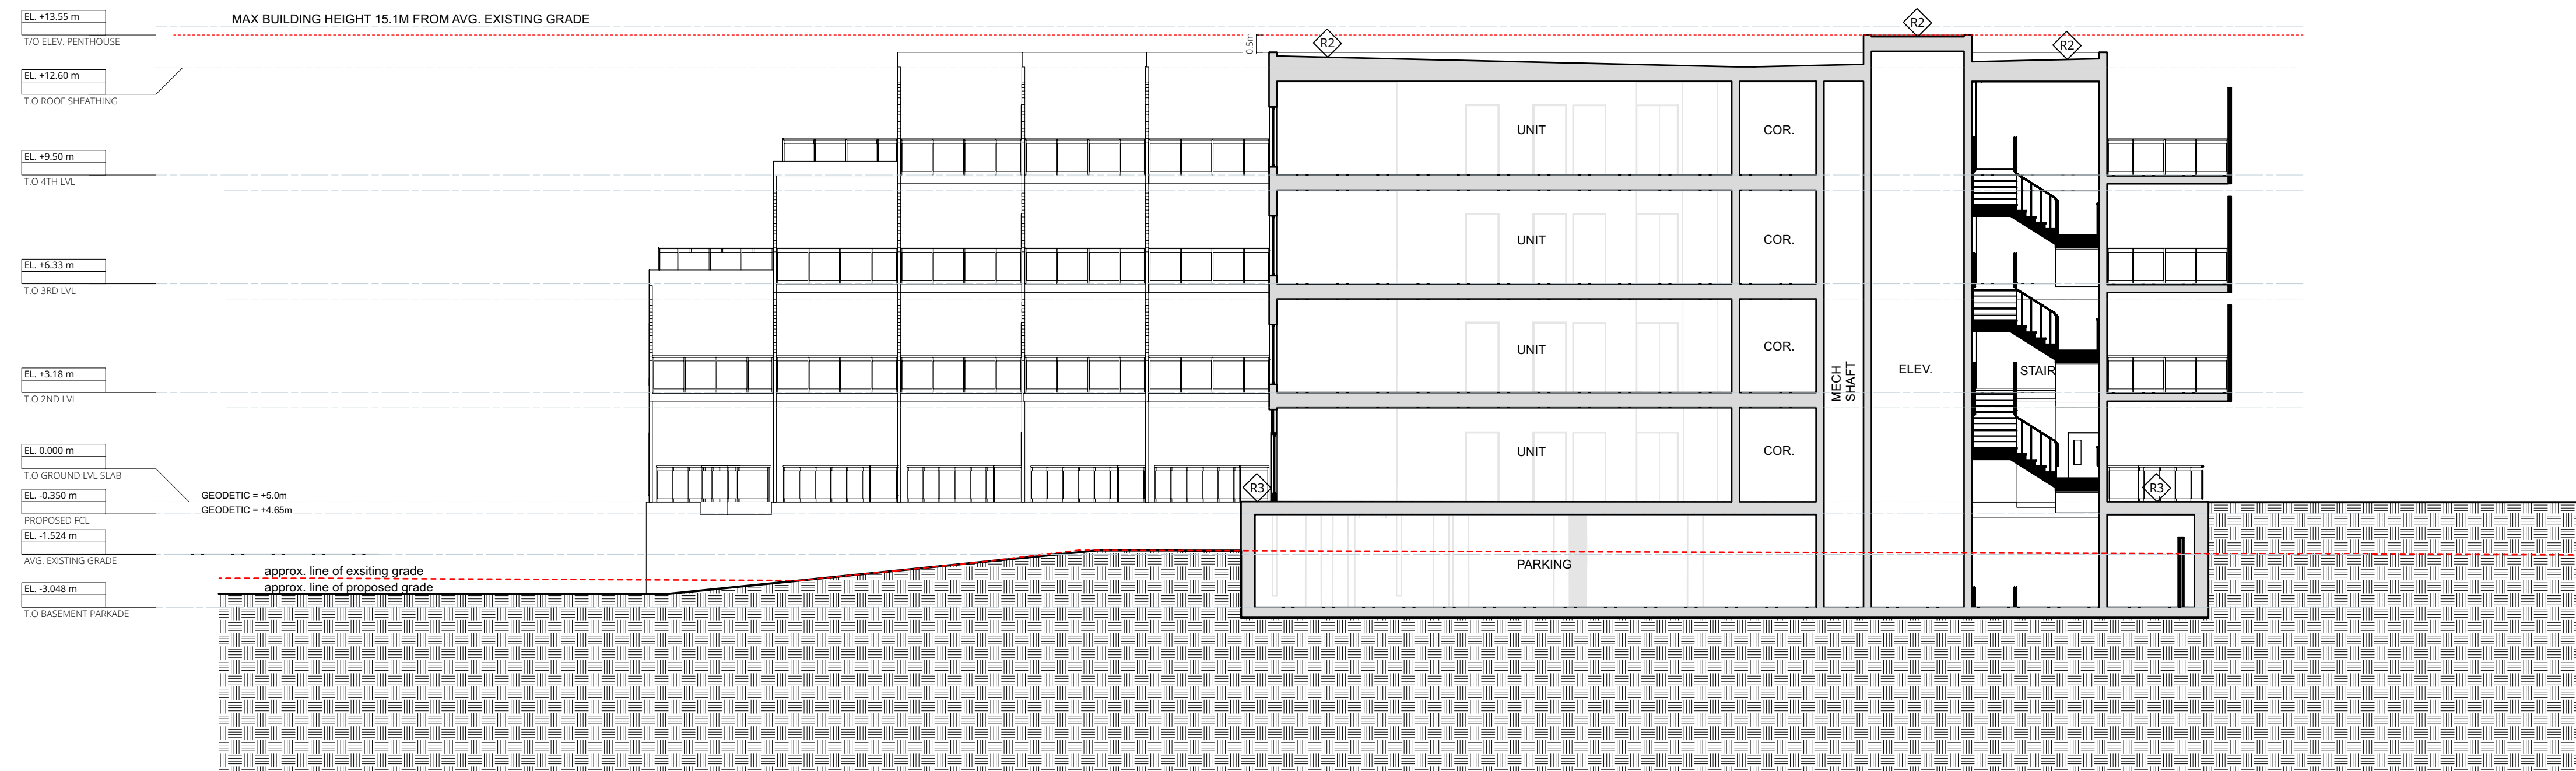 EL. +13.55 m
MAX BUILDING HEIGHT 15.1M FROM AVG. EXISTING GRADE
T/O ELEV. PENTHOUSE
0.5m
R2
R2
R2
EL. +12.60 m
T.O ROOF SHEATHING
EL. +9.50 m
T.O 4TH LVL
UNIT
COR.
EL. +6.33 m
T.O 3RD LVL
UNIT
COR.
EL. +3.18 m
T.O 2ND LVL
UNIT
COR.
MECH
SHAFT
ELEV.
STAIR
EL. 0.000 m
T.O GROUND LVL SLAB
UNIT
COR.
R3
R3
EL. -0.350 m
PROPOSED FCL
GEODETIC = +5.0m
GEODETIC = +4.65m
EL. -1.524 m
AVG. EXISTING GRADE
approx. line of exsiting grade
approx. line of proposed grade
PARKING
EL. -3.048 m
T.O BASEMENT PARKADE